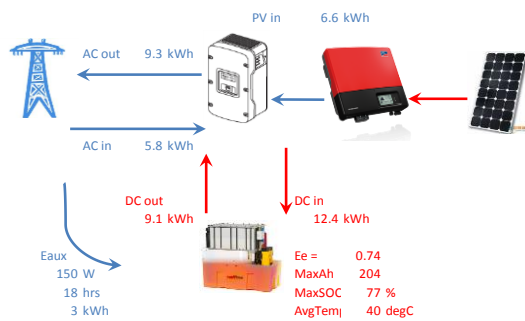 PV in 6.6 kWh
AC out 9.3 kWh
AC in 5.8 kWh
DC out
9.1 kWh
DC in
12.4 kWh
Eaux
150 W
18 hrs
3 kWh
Ee = 0.74
MaxAh 204
MaxSOC 77 %
AvgTemp 40 degC